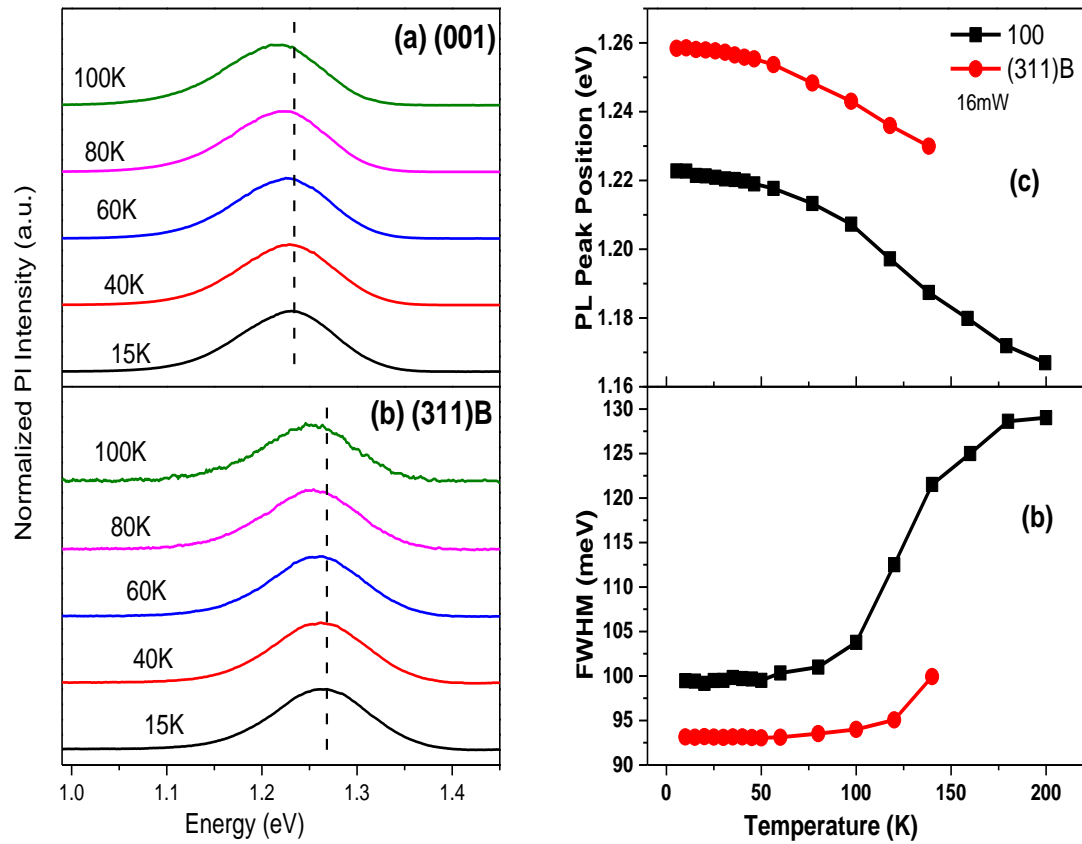 Normalized PI Intensity (a.u.)
(a) (001)
100K
80K
60K
40K
15K
(b) (311)B
100K
80K
60K
40K
15K
1.0 1.1 1.2 1.3 1.4
Energy (eV)
PL Peak Position (eV)
1.26
1.24
1.22
1.20
1.18
1.16
100
(311)B
16mW
(c)
FWHM (meV)
130
125
120
115
110
105
100
95
90
(b)
0 50 100 150 200
Temperature (K)